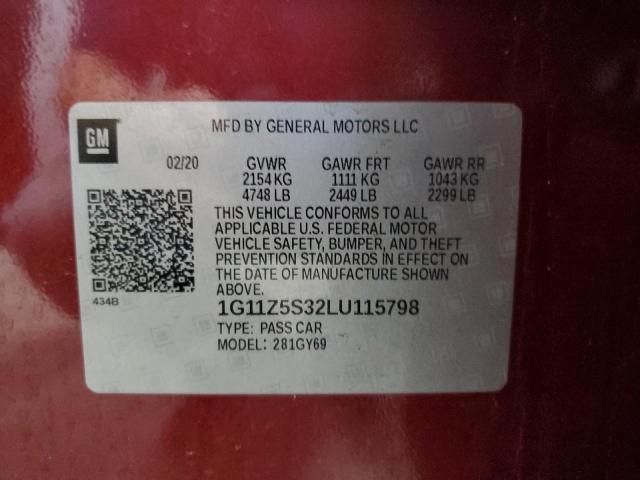 GM
MFD BY GENERAL MOTORS LLC
02/20 GVWR GAWR FRT GAWR RR
2154 KG 1111 KG 1043 KG
4748 LB 2449 LB 2299 LB
THIS VEHICLE CONFORMS TO ALL
APPLICABLE U.S. FEDERAL MOTOR
VEHICLE SAFETY, BUMPER, AND THEFT
PREVENTION STANDARDS IN EFFECT ON
THE DATE OF MANUFACTURE SHOWN
ABOVE.
434B
1G11Z5S32LU115798
TYPE: PASS CAR
MODEL: 281GY69